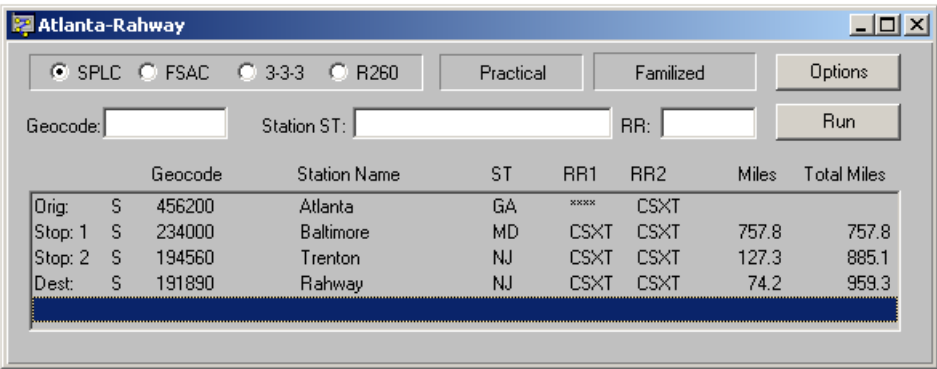 Atlanta-Rahway
SPLC FSAC 3-3-3 R260 Practical Familized Options
Geocode: Station ST: RR: Run
Geocode Station Name ST RR1 RR2 Miles Total Miles
Orig: S 456200 Atlanta GA **** CSXT
Stop: 1 S 234000 Baltimore MD CSXT CSXT 757.8 757.8
Stop: 2 S 194560 Trenton NJ CSXT CSXT 127.3 885.1
Dest: S 191890 Rahway NJ CSXT CSXT 74.2 959.3